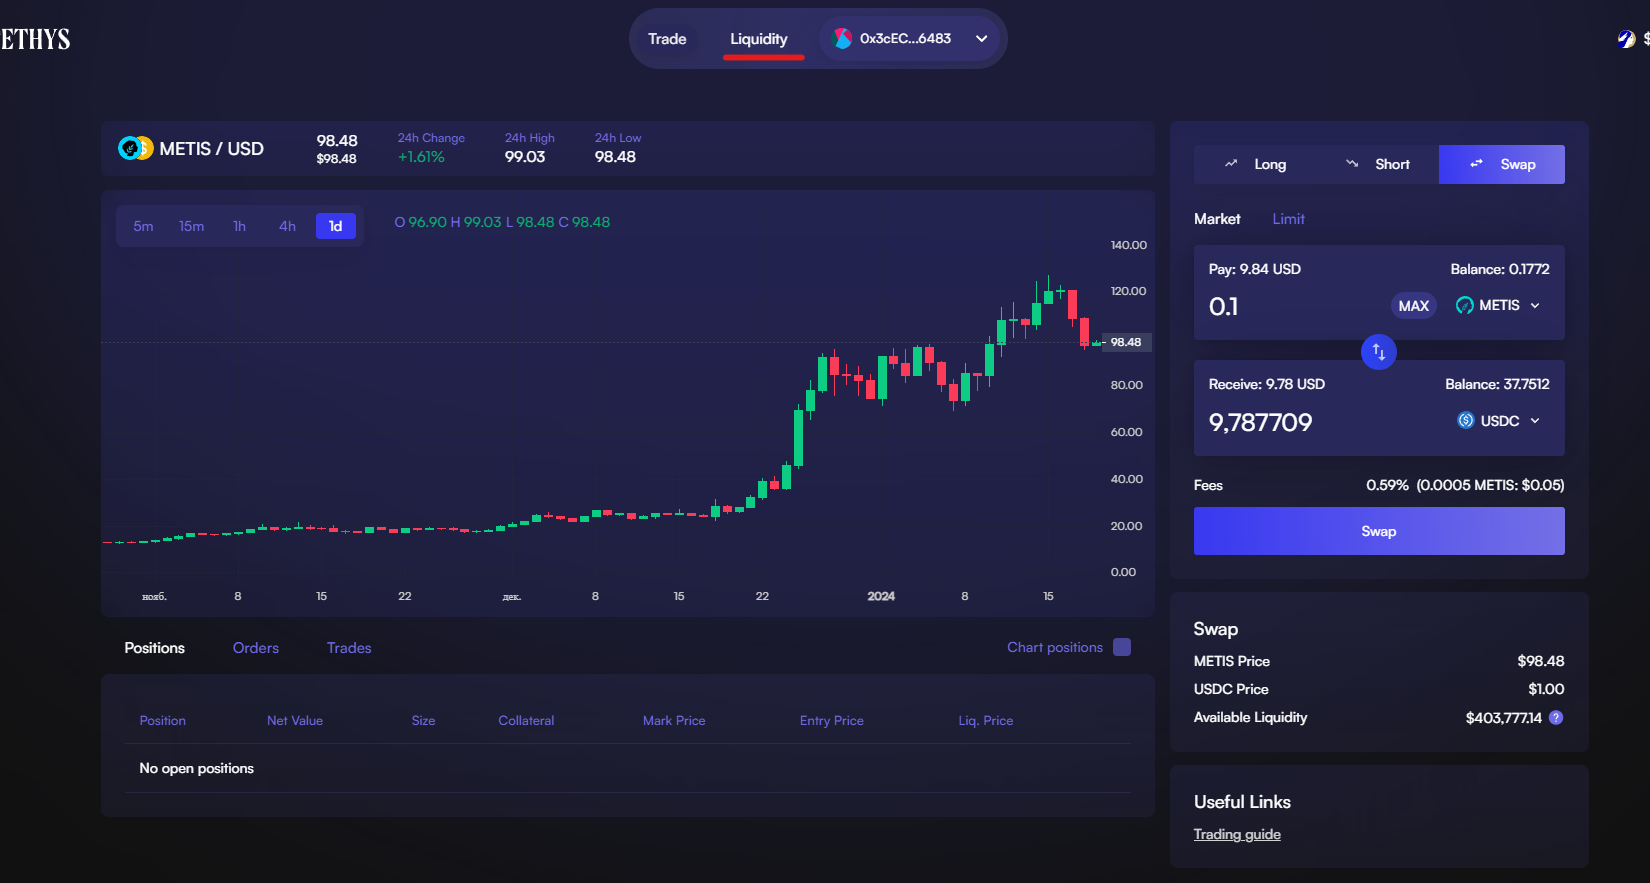 ETHYS
Trade Liquidity 0x3cEC...6483
$
METIS / USD
98.48
$98.48
24h Change
+1.61%
24h High
99.03
24h Low
98.48
5m 15m 1h 4h 1d
O 96.90 H 99.03 L 98.48 C 98.48
140.00
120.00
98.48
80.00
60.00
40.00
20.00
0.00
нояб. 8 15 22 дек. 8 15 22 2024 8 15
Positions Orders Trades Chart positions
Position Net Value Size Collateral Mark Price Entry Price Liq. Price
No open positions
Long Short Swap
Market Limit
Pay: 9.84 USD Balance: 0.1772
0.1 MAX METIS
Receive: 9.78 USD Balance: 37.7512
9,787709 USDC
Fees 0.59% (0.0005 METIS: $0.05)
Swap
Swap
METIS Price $98.48
USDC Price $1.00
Available Liquidity $403,777.14 ?
Useful Links
Trading guide